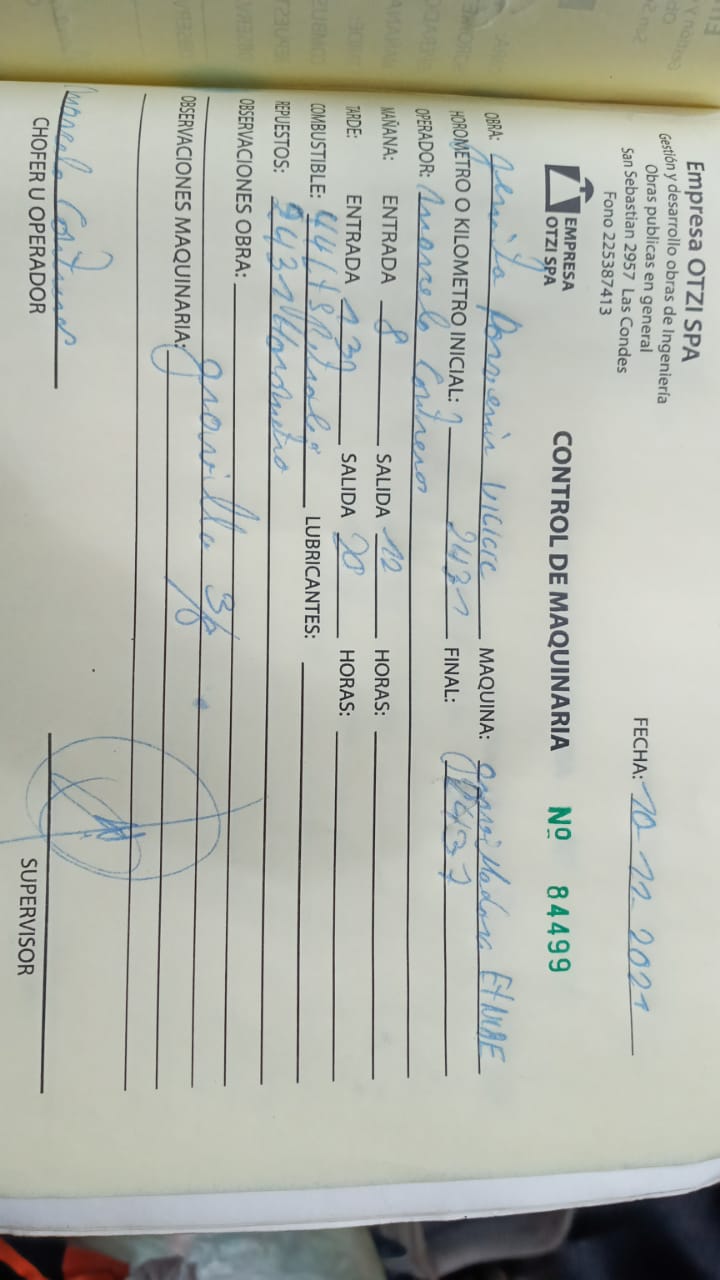 Empresa OTZI SPA
Gestión y desarrollo obras de Ingeniería
Obras publicas en general
San Sebastian 2957 Las Condes
Fono 225387413
FECHA: 10-11-2021
EMPRESA
OTZI SPA
CONTROL DE MAQUINARIA Nº 84499
OBRA: Porvenir MAQUINA: gravilladora
HOROMETRO O KILOMETRO INICIAL: 2431 FINAL: 2437
OPERADOR: Marcelo Contreras
MAÑANA: ENTRADA 8 SALIDA 12 HORAS:
TARDE: ENTRADA 13 SALIDA 20 HORAS:
COMBUSTIBLE: 44 Lts Petroleo LUBRICANTES:
REPUESTOS: 2431 Horometro
OBSERVACIONES OBRA:
gravilla 3/8
OBSERVACIONES MAQUINARIA:
Marcelo Contreras
CHOFER U OPERADOR
SUPERVISOR